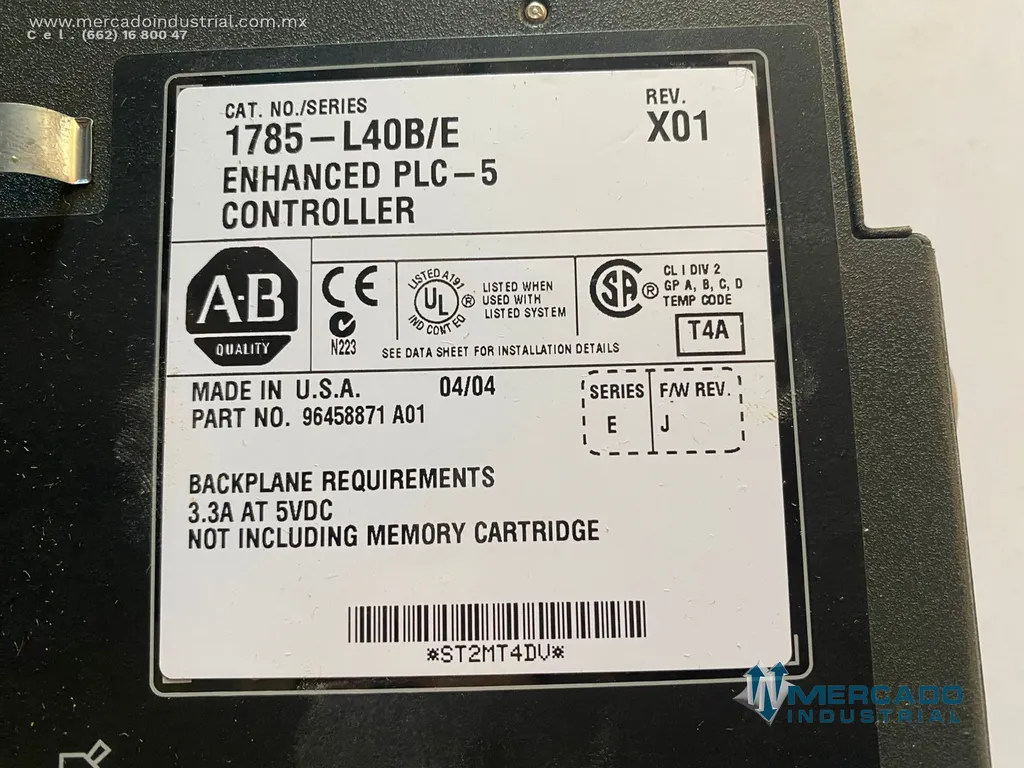 www.mercadoindustrial.com.mx
Cel. (662) 16 800 47
CAT. NO./SERIES
1785-L40B/E
ENHANCED PLC-5
CONTROLLER
REV.
X01
A-B
QUALITY
CE
N223
LISTED A191
UL ®
IND CONT EQ
LISTED WHEN
USED WITH
LISTED SYSTEM
SA ®
CL I DIV 2
GP A, B, C, D
TEMP CODE
T4A
SEE DATA SHEET FOR INSTALLATION DETAILS
MADE IN U.S.A. 04/04
PART NO. 96458871 A01
SERIES F/W REV.
E J
BACKPLANE REQUIREMENTS
3.3A AT 5VDC
NOT INCLUDING MEMORY CARTRIDGE
*ST2MT4DV*
MERCADO
INDUSTRIAL